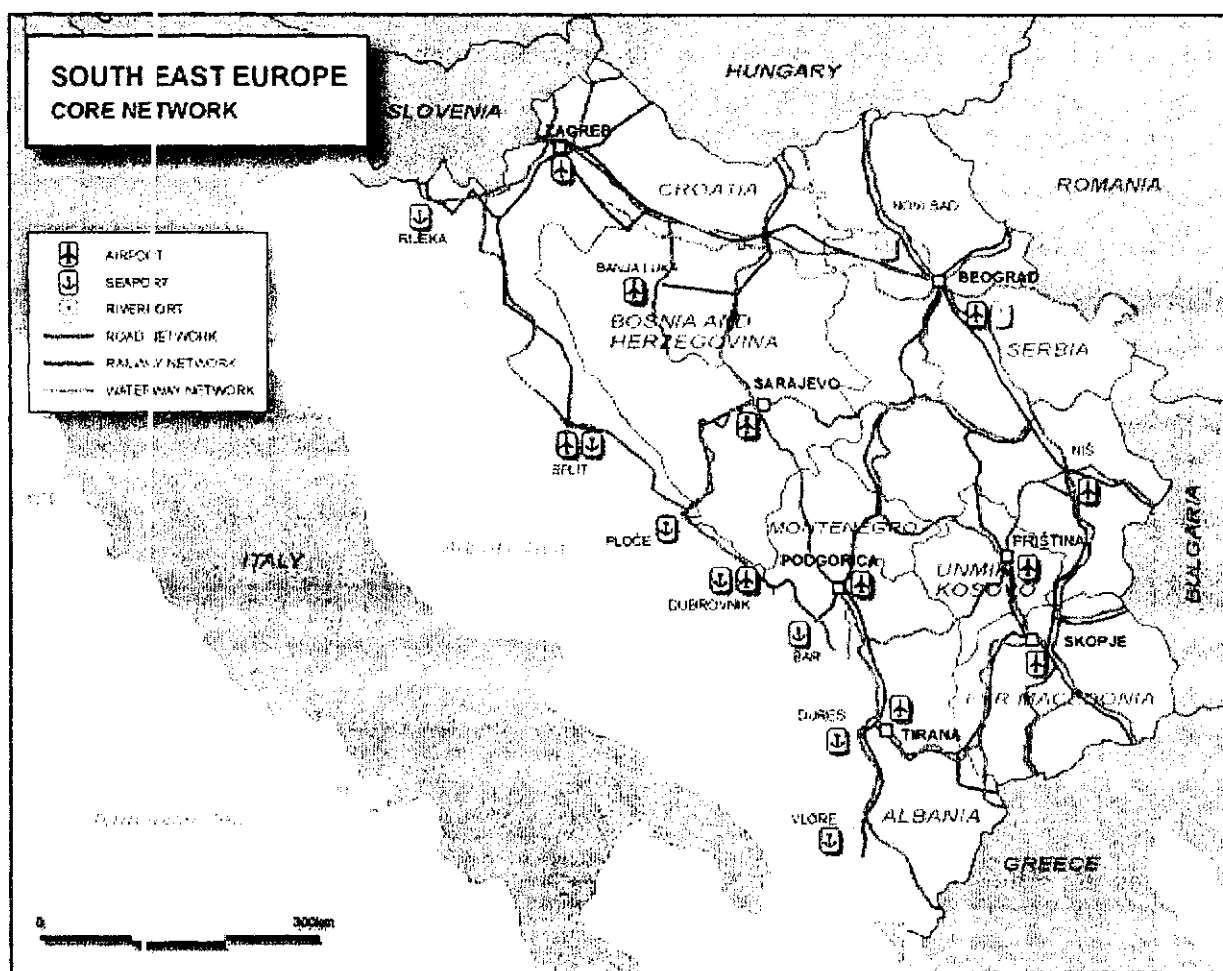 SOUTH EAST EUROPE
CORE NETWORK
AIRPORT
SEAPORT
RIVERPORT
ROAD NETWORK
RAILWAY NETWORK
WATERWAY NETWORK
HUNGARY
SLOVENIA
ZAGREB
CROATIA
ROMANIA
NOVI SAD
RIJEKA
BANJA LUKA
BEOGRAD
BOSNIA AND
HERZEGOVINA
SERBIA
SARAJEVO
SPLIT
NIŠ
PLOČE
MONTENEGRO
PRIŠTINA
BULGARIA
ITALY
PODGORICA
UNMIK
KOSOVO
DUBROVNIK
BAR
SKOPJE
FYR MACEDONIA
DURES
TIRANA
VLORE
ALBANIA
GREECE
0
300km